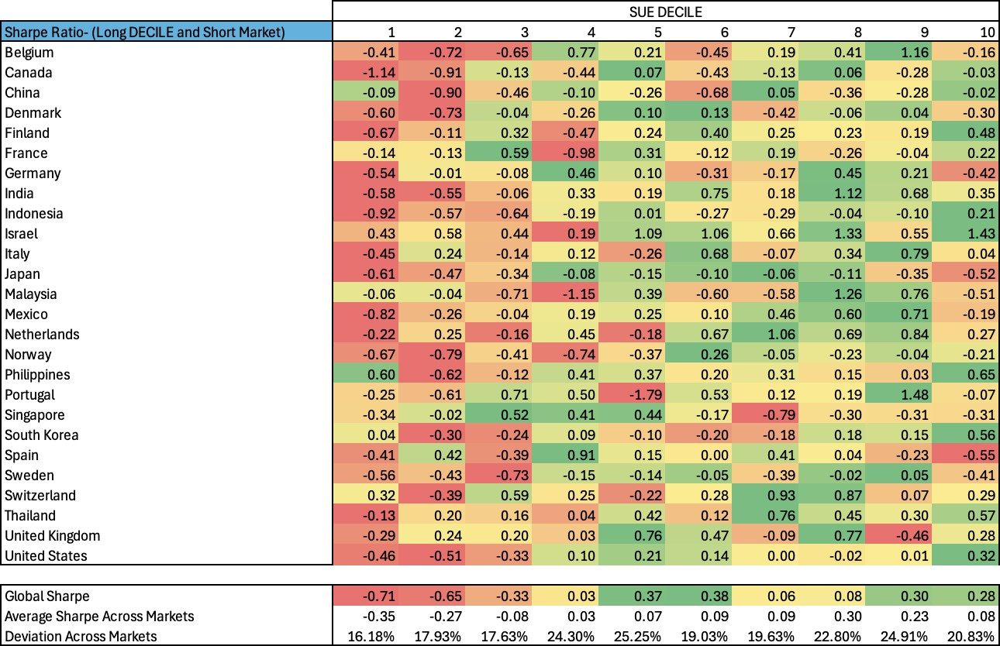 SUE DECILE
Sharpe Ratio- (Long DECILE and Short Market) 1 2 3 4 5 6 7 8 9 10
Belgium -0.41 -0.72 -0.65 0.77 0.21 -0.45 0.19 0.41 1.16 -0.16
Canada -1.14 -0.91 -0.13 -0.44 0.07 -0.43 -0.13 0.06 -0.28 -0.03
China -0.09 -0.90 -0.46 -0.10 -0.26 -0.68 0.05 -0.36 -0.28 -0.02
Denmark -0.60 -0.73 -0.04 -0.26 0.10 0.13 -0.42 -0.06 0.04 -0.30
Finland -0.67 -0.11 0.32 -0.47 0.24 0.40 0.25 0.23 0.19 0.48
France -0.14 -0.13 0.59 -0.98 0.31 -0.12 0.19 -0.26 -0.04 0.22
Germany -0.54 -0.01 -0.08 0.46 0.10 -0.31 -0.17 0.45 0.21 -0.42
India -0.58 -0.55 -0.06 0.33 0.19 0.75 0.18 1.12 0.68 0.35
Indonesia -0.92 -0.57 -0.64 -0.19 0.01 -0.27 -0.29 -0.04 -0.10 0.21
Israel 0.43 0.58 0.44 0.19 1.09 1.06 0.66 1.33 0.55 1.43
Italy -0.45 0.24 -0.14 0.12 -0.26 0.68 -0.07 0.34 0.79 0.04
Japan -0.61 -0.47 -0.34 -0.08 -0.15 -0.10 -0.06 -0.11 -0.35 -0.52
Malaysia -0.06 -0.04 -0.71 -1.15 0.39 -0.60 -0.58 1.26 0.76 -0.51
Mexico -0.82 -0.26 -0.04 0.19 0.25 0.10 0.46 0.60 0.71 -0.19
Netherlands -0.22 0.25 -0.16 0.45 -0.18 0.67 1.06 0.69 0.84 0.27
Norway -0.67 -0.79 -0.41 -0.74 -0.37 0.26 -0.05 -0.23 -0.04 -0.21
Philippines 0.60 -0.62 -0.12 0.41 0.37 0.20 0.31 0.15 0.03 0.65
Portugal -0.25 -0.61 0.71 0.50 -1.79 0.53 0.12 0.19 1.48 -0.07
Singapore -0.34 -0.02 0.52 0.41 0.44 -0.17 -0.79 -0.30 -0.31 -0.31
South Korea 0.04 -0.30 -0.24 0.09 -0.10 -0.20 -0.18 0.18 0.15 0.56
Spain -0.41 0.42 -0.39 0.91 0.15 0.00 0.41 0.04 -0.23 -0.55
Sweden -0.56 -0.43 -0.73 -0.15 -0.14 -0.05 -0.39 -0.02 0.05 -0.41
Switzerland 0.32 -0.39 0.59 0.25 -0.22 0.28 0.93 0.87 0.07 0.29
Thailand -0.13 0.20 0.16 0.04 0.42 0.12 0.76 0.45 0.30 0.57
United Kingdom -0.29 0.24 0.20 0.03 0.76 0.47 -0.09 0.77 -0.46 0.28
United States -0.46 -0.51 -0.33 0.10 0.21 0.14 0.00 -0.02 0.01 0.32
Global Sharpe -0.71 -0.65 -0.33 0.03 0.37 0.38 0.06 0.08 0.30 0.28
Average Sharpe Across Markets -0.35 -0.27 -0.08 0.03 0.07 0.09 0.09 0.30 0.23 0.08
Deviation Across Markets 16.18% 17.93% 17.63% 24.30% 25.25% 19.03% 19.63% 22.80% 24.91% 20.83%